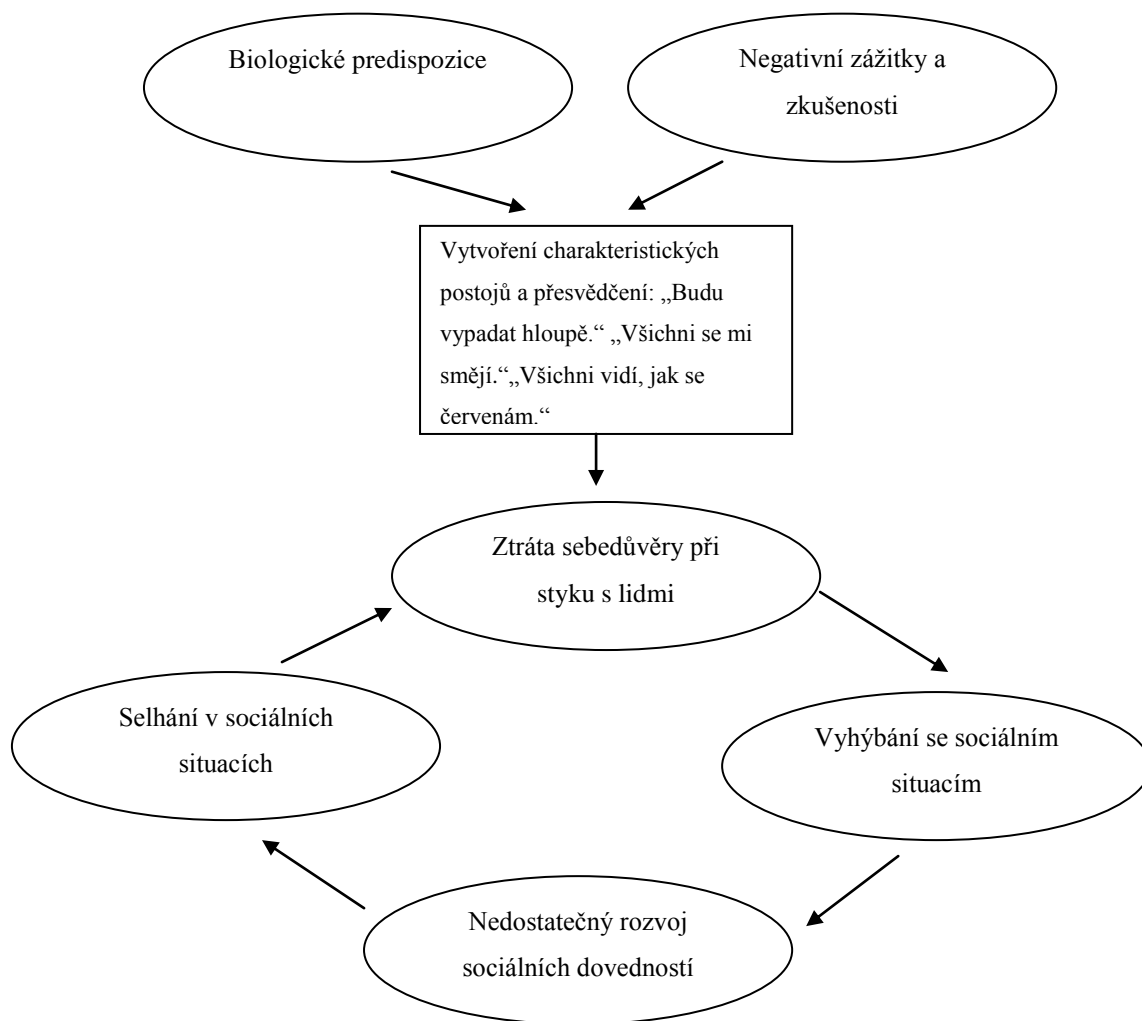 Biologické predispozice
Negativní zážitky a
zkušenosti
Vytvoření charakteristických
postojů a přesvědčení: „Budu
vypadat hloupě.“ „Všichni se mi
smějí.“„Všichni vidí, jak se
červenám.“
Ztráta sebedůvěry při
styku s lidmi
Selhání v sociálních
situacích
Vyhýbání se sociálním
situacím
Nedostatečný rozvoj
sociálních dovedností